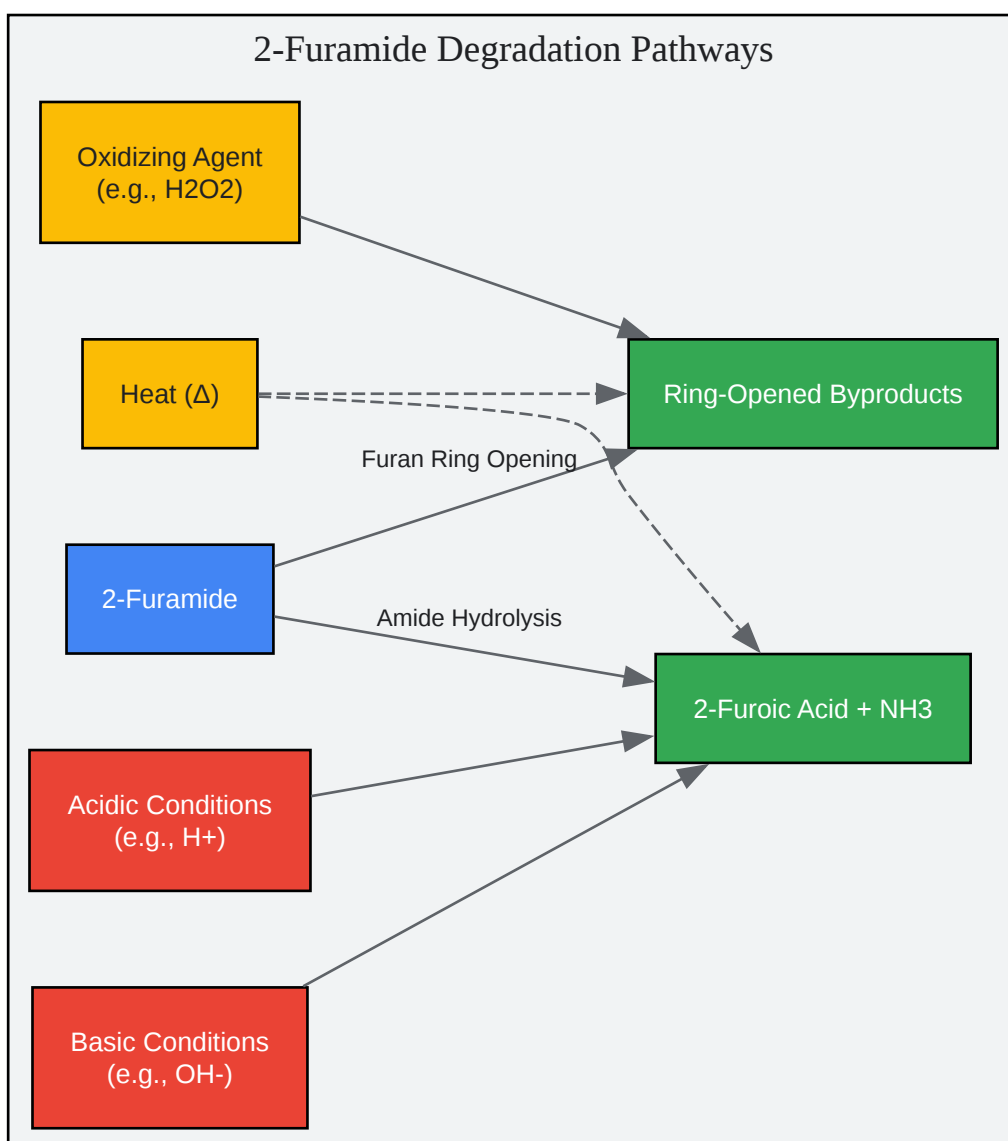 2-Furamide Degradation Pathways
Oxidizing Agent
(e.g., H2O2)
Heat (Δ)
Ring-Opened Byproducts
Furan Ring Opening
2-Furamide
Amide Hydrolysis
2-Furoic Acid + NH3
Acidic Conditions
(e.g., H+)
Basic Conditions
(e.g., OH-)